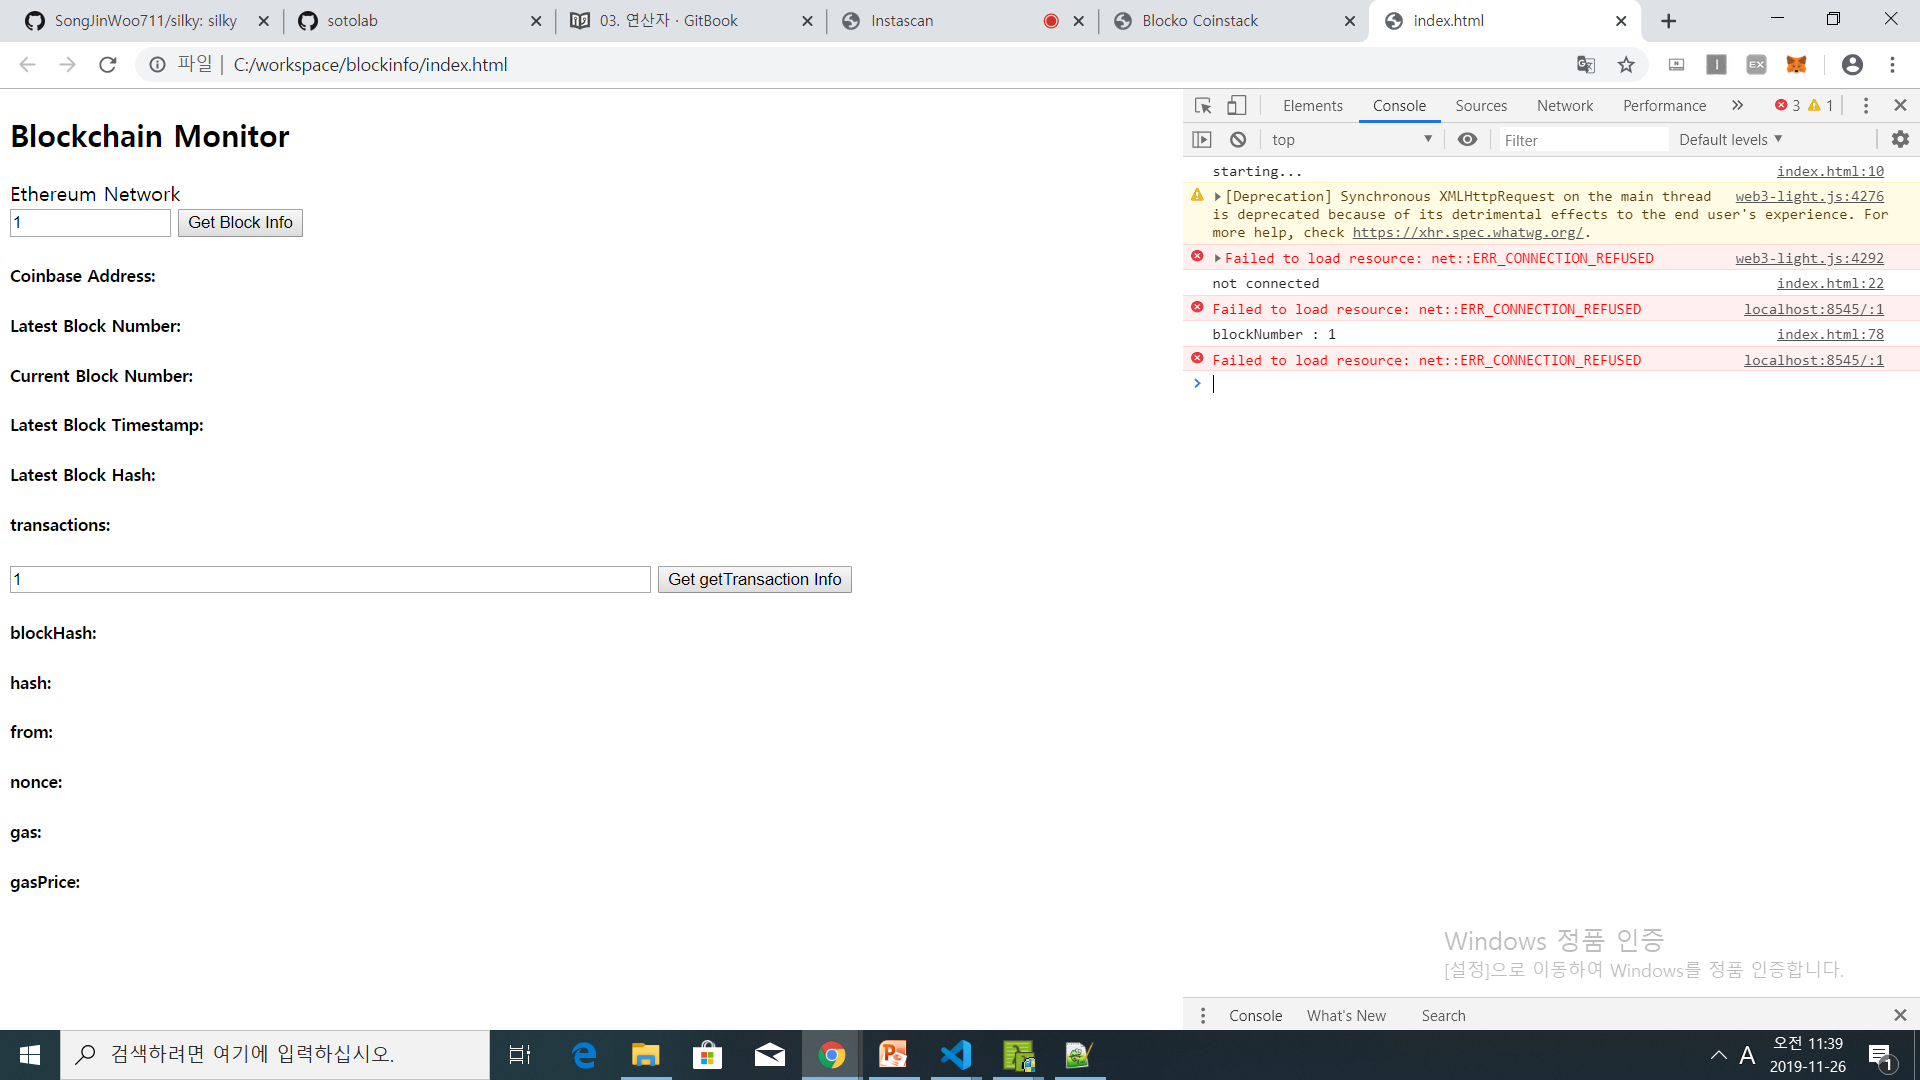 SongJinWoo711/silky: silky
sotolab
03. 연산자 · GitBook
Instascan
Blocko Coinstack
index.html
파일 | C:/workspace/blockinfo/index.html
Blockchain Monitor
Ethereum Network
1 Get Block Info
Coinbase Address:
Latest Block Number:
Current Block Number:
Latest Block Timestamp:
Latest Block Hash:
transactions:
1 Get getTransaction Info
blockHash:
hash:
from:
nonce:
gas:
gasPrice:
Elements Console Sources Network Performance » 3 1
top Filter Default levels
starting... index.html:10
[Deprecation] Synchronous XMLHttpRequest on the main thread web3-light.js:4276
is deprecated because of its detrimental effects to the end user's experience. For
more help, check https://xhr.spec.whatwg.org/.
Failed to load resource: net::ERR_CONNECTION_REFUSED web3-light.js:4292
not connected index.html:22
Failed to load resource: net::ERR_CONNECTION_REFUSED localhost:8545/:1
blockNumber : 1 index.html:78
Failed to load resource: net::ERR_CONNECTION_REFUSED localhost:8545/:1
Windows 정품 인증
[설정]으로 이동하여 Windows를 정품 인증합니다.
Console What's New Search
검색하려면 여기에 입력하십시오.
A
오전 11:39
2019-11-26
1